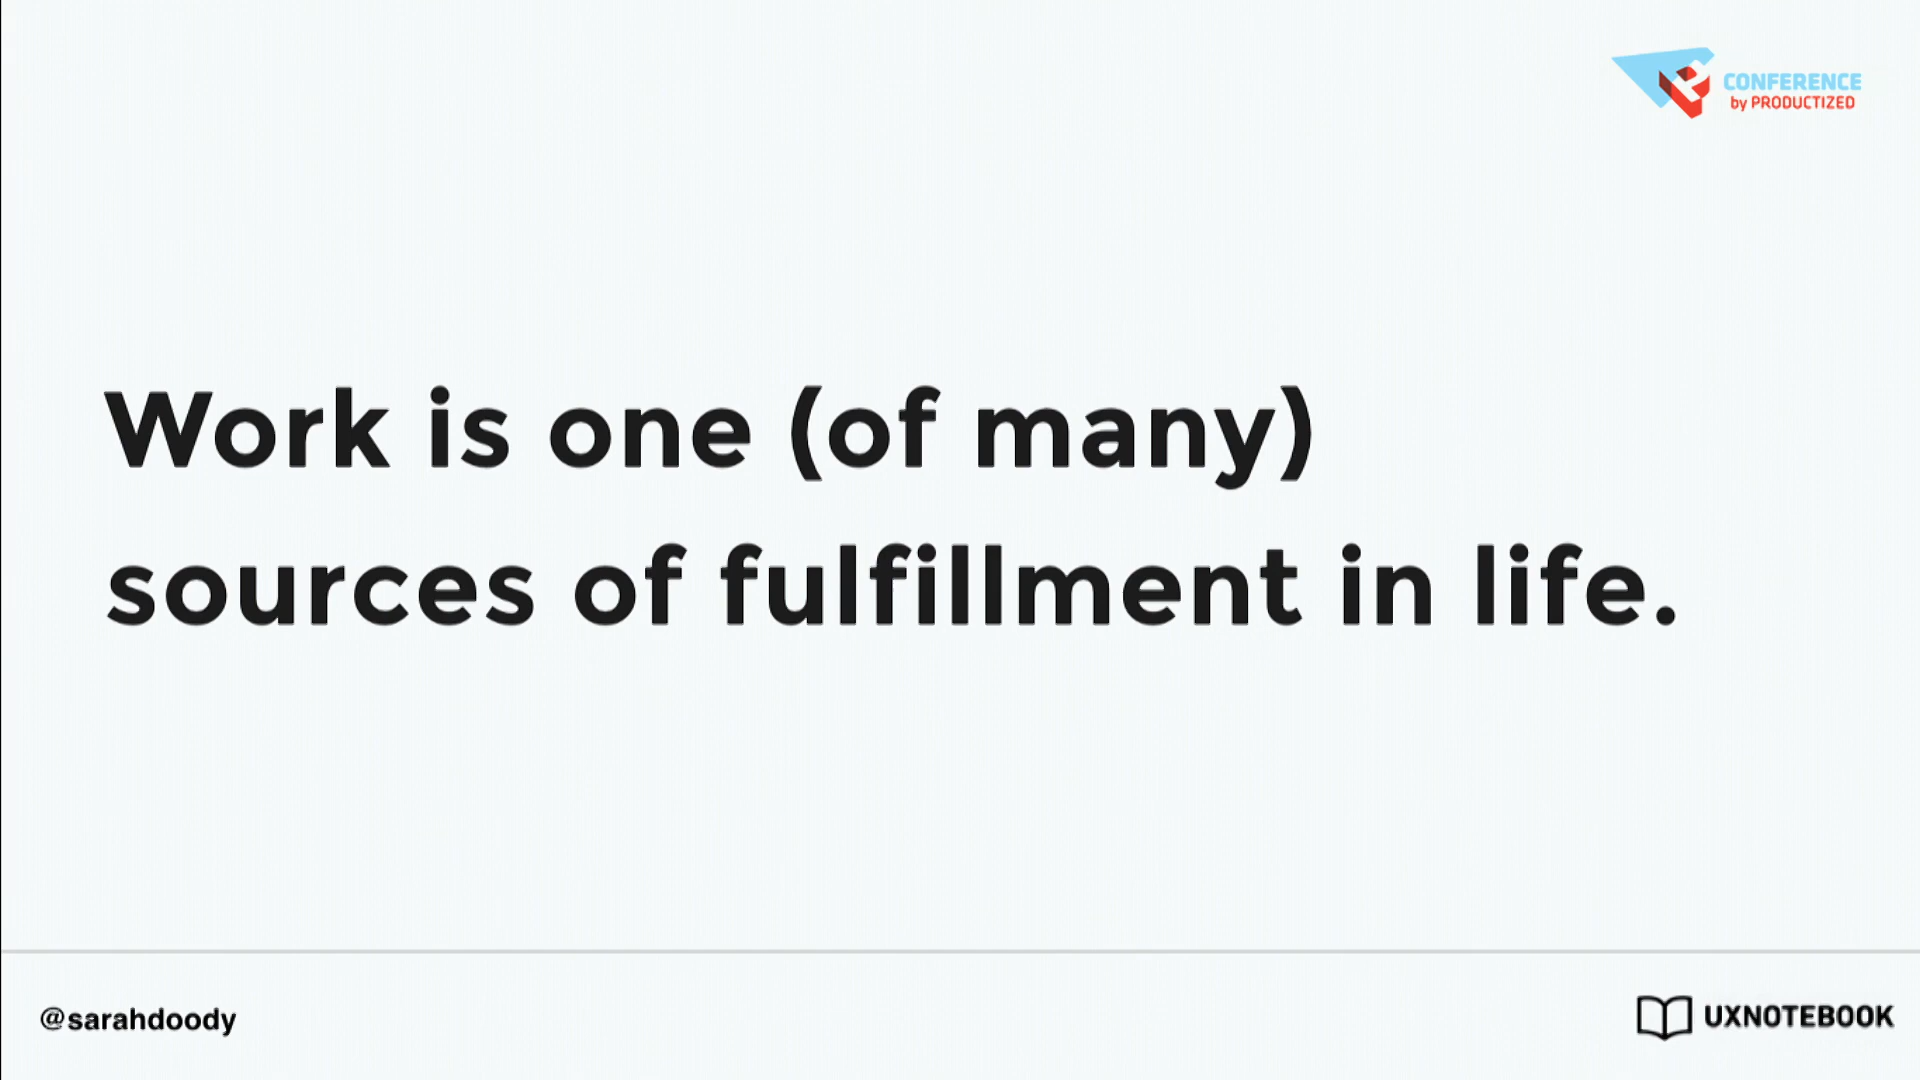 CONFERENCE
by PRODUCTIZED
Work is one (of many)
sources of fulfillment in life.
@sarahdoody
UXNOTEBOOK